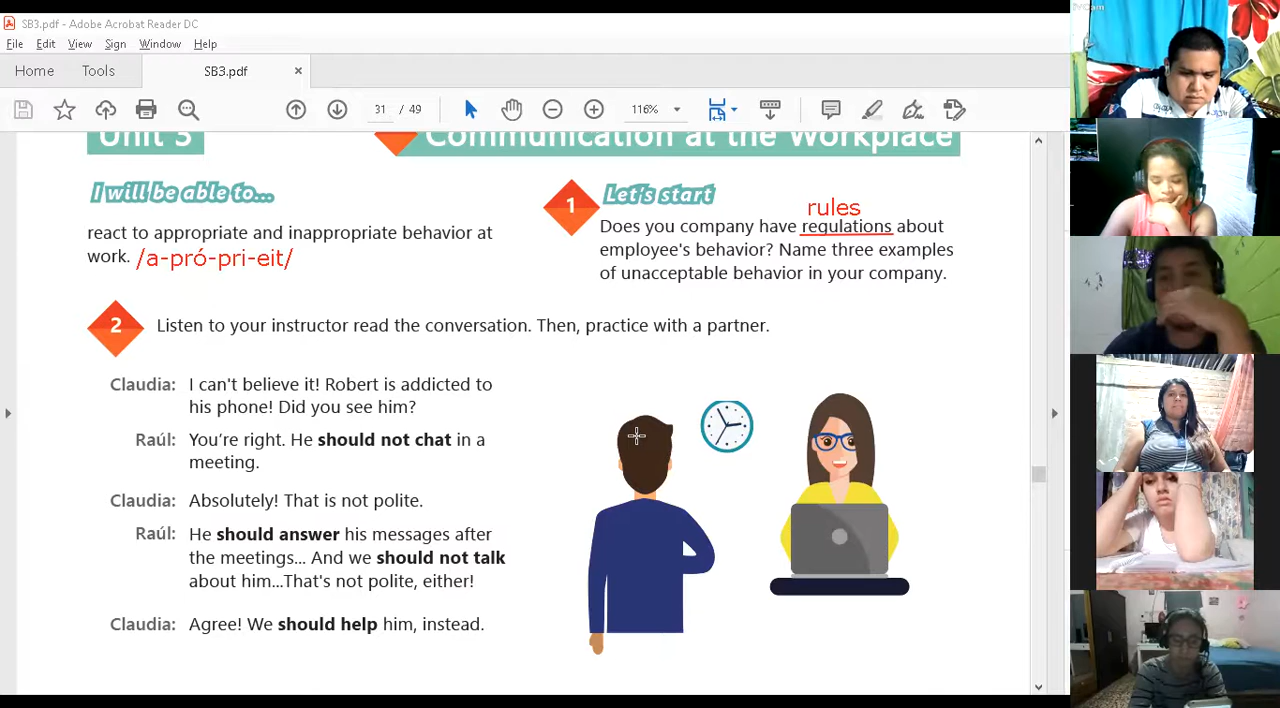 SB3.pdf - Adobe Acrobat Reader DC
File Edit View Sign Window Help
Home Tools SB3.pdf ×
31 / 49 116%
Unit 3 Communication at the Workplace
I will be able to...
react to appropriate and inappropriate behavior at
work. /a-pró-pri-eit/
1 Let's start
rules
Does you company have regulations about
employee's behavior? Name three examples
of unacceptable behavior in your company.
2 Listen to your instructor read the conversation. Then, practice with a partner.
Claudia: I can't believe it! Robert is addicted to
his phone! Did you see him?
Raúl: You're right. He should not chat in a
meeting.
Claudia: Absolutely! That is not polite.
Raúl: He should answer his messages after
the meetings... And we should not talk
about him...That's not polite, either!
Claudia: Agree! We should help him, instead.